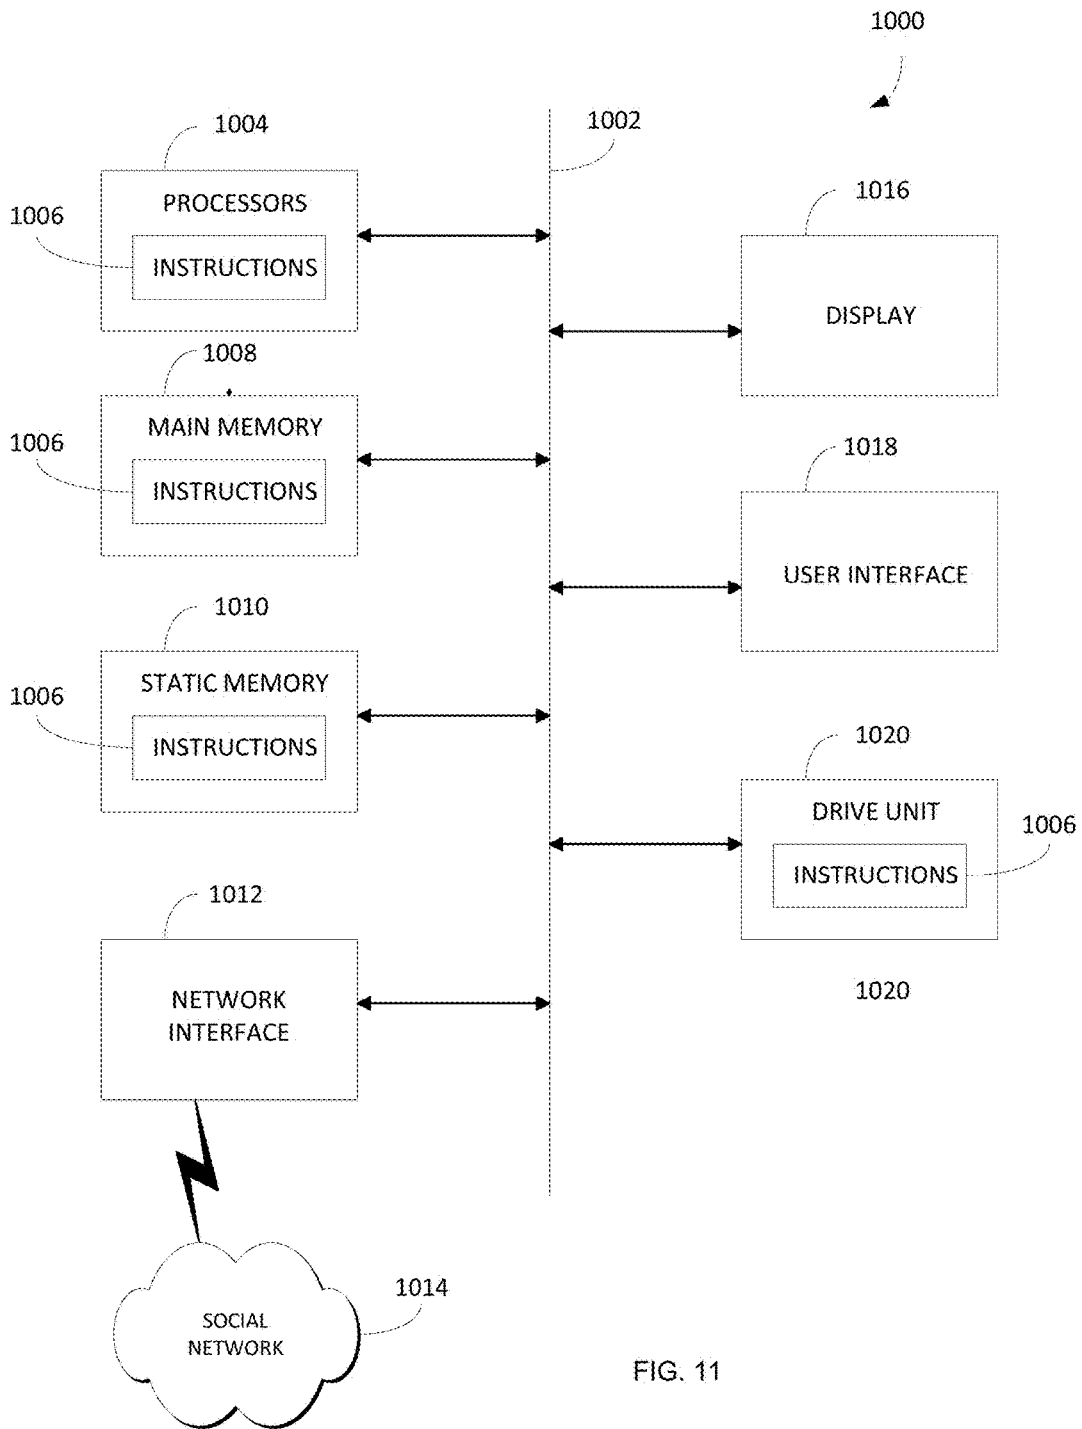 1000
1004
1002
PROCESSORS
1006
INSTRUCTIONS
1016
DISPLAY
1008
MAIN MEMORY
1006
INSTRUCTIONS
1018
USER INTERFACE
1010
STATIC MEMORY
1006
INSTRUCTIONS
1020
DRIVE UNIT
1006
INSTRUCTIONS
1012
NETWORK
INTERFACE
1020
1014
SOCIAL
NETWORK
FIG. 11